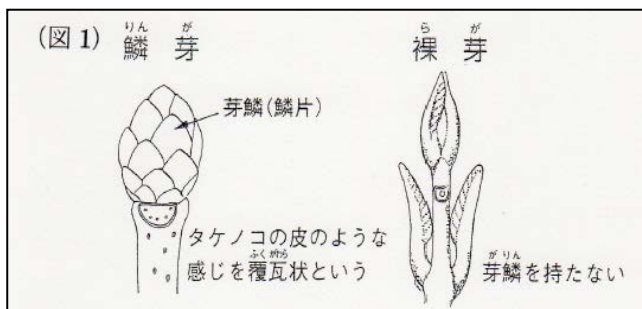 (図1)
りん が
鱗 芽
ら が
裸 芽
芽鱗(鱗片)
タケノコの皮のような
ふくがわら
感じを覆瓦状という
がりん
芽鱗を持たない